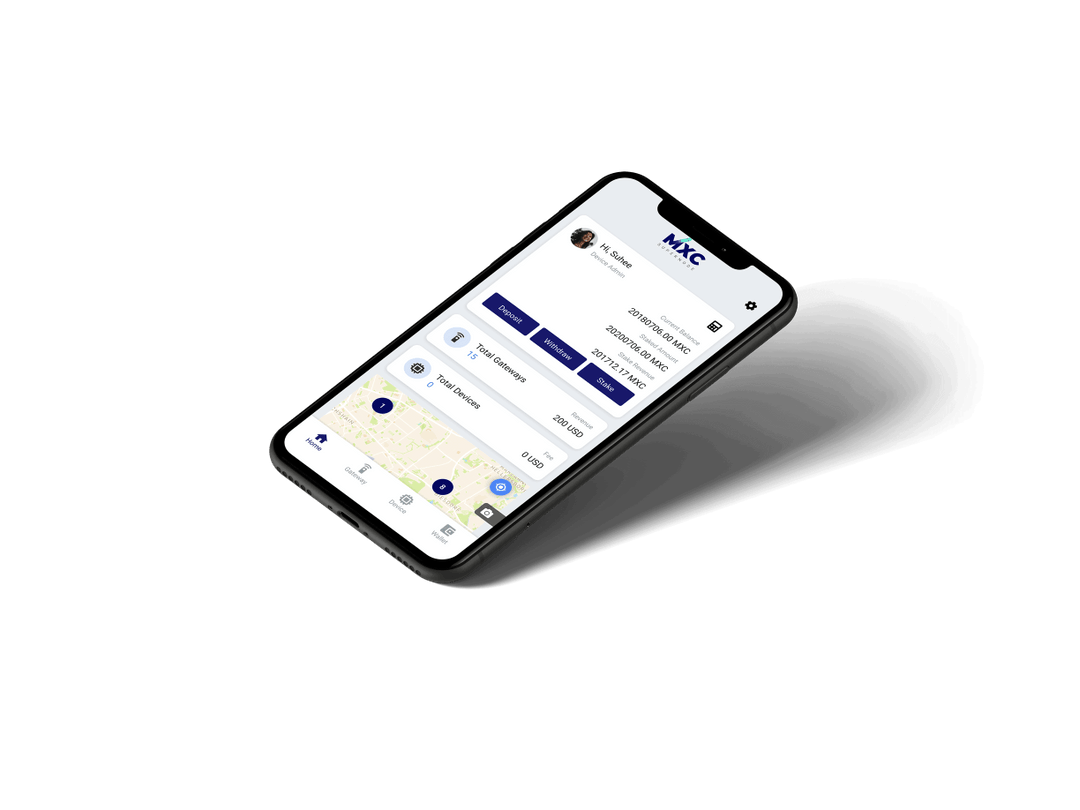 MXC
SUPERNODE
Hi, Suhee
Device Admin
Current Balance
20180706.00 MXC
Staked Amount
20200706.00 MXC
Stake Revenue
201712.17 MXC
Deposit
Withdraw
Stake
Total Gateways
15
Revenue
200 USD
Total Devices
0
Fee
0 USD
1
8
Home
Gateway
Device
Wallet